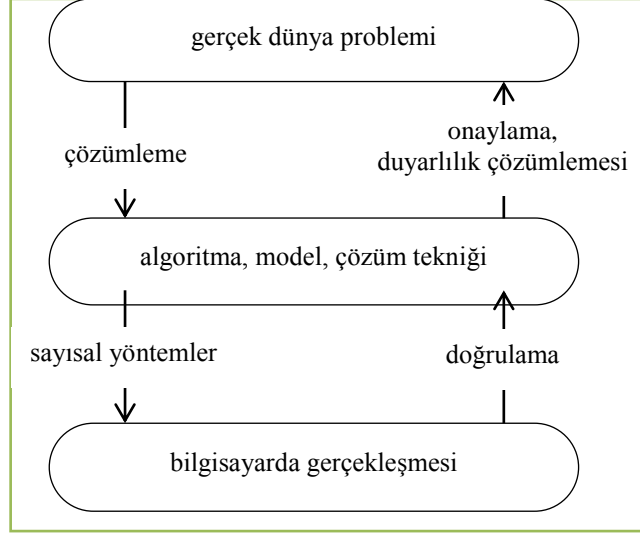 gerçek dünya problemi
çözümleme
onaylama,
duyarlılık çözümlemesi
algoritma, model, çözüm tekniği
sayısal yöntemler
doğrulama
bilgisayarda gerçekleşmesi